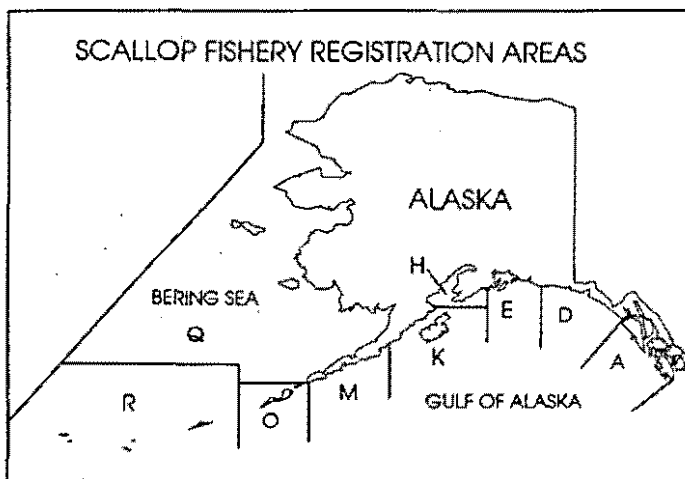 SCALLOP FISHERY REGISTRATION AREAS
ALASKA
H
BERING SEA
E
D
Q
K
A
R
M
GULF OF ALASKA
O